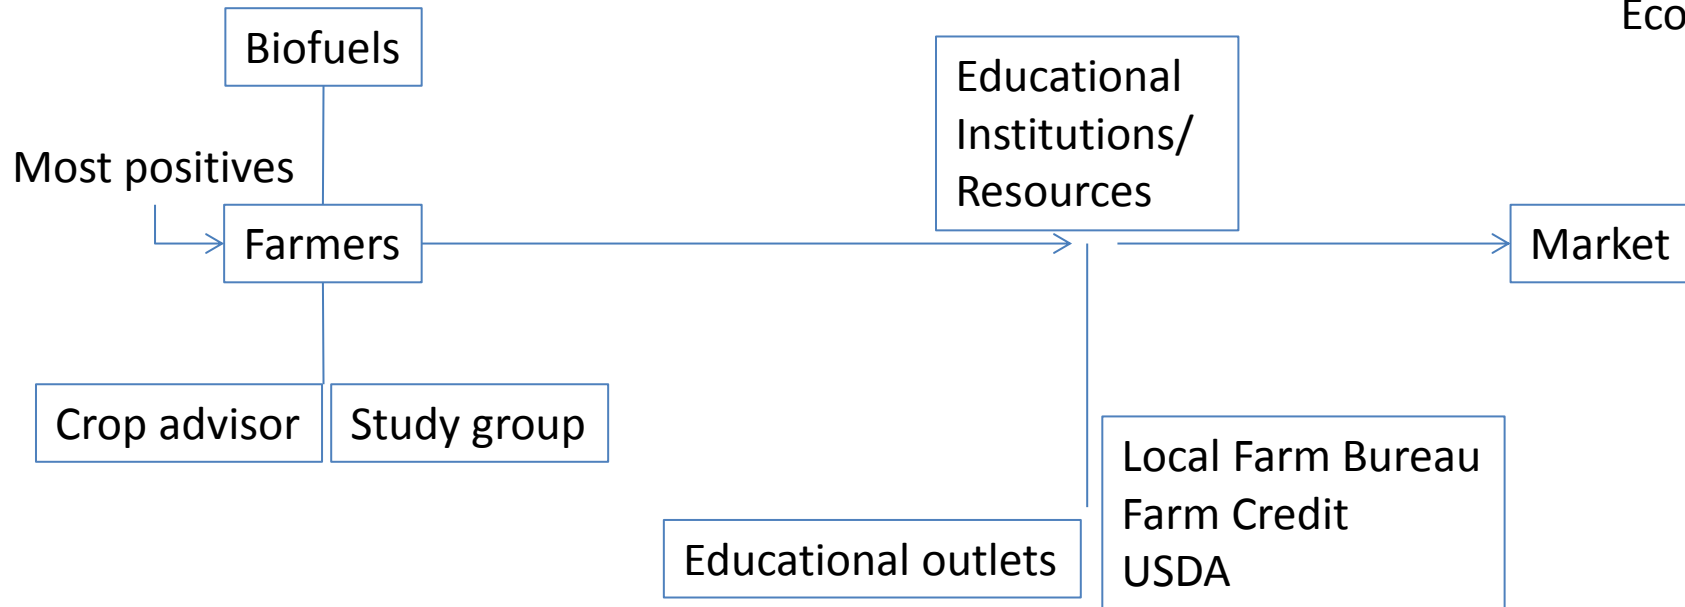 Eco
Biofuels
Educational
Institutions/
Resources
Most positives
Farmers
Market
Crop advisor
Study group
Local Farm Bureau
Farm Credit
USDA
Educational outlets